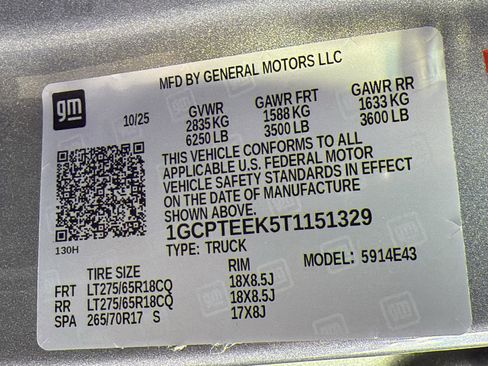 MFD BY GENERAL MOTORS LLC
gm
10/25
GVWR
2835 KG
6250 LB
GAWR FRT
1588 KG
3500 LB
GAWR RR
1633 KG
3600 LB
THIS VEHICLE CONFORMS TO ALL
APPLICABLE U.S. FEDERAL MOTOR
VEHICLE SAFETY STANDARDS IN EFFECT
ON THE DATE OF MANUFACTURE
SHOWN ABOVE.
1GCPTEEK5T1151329
130H
TYPE: TRUCK
MODEL: 5914E43
TIRE SIZE RIM
FRT LT275/65R18CQ 18X8.5J
RR LT275/65R18CQ 18X8.5J
SPA 265/70R17 S 17X8J